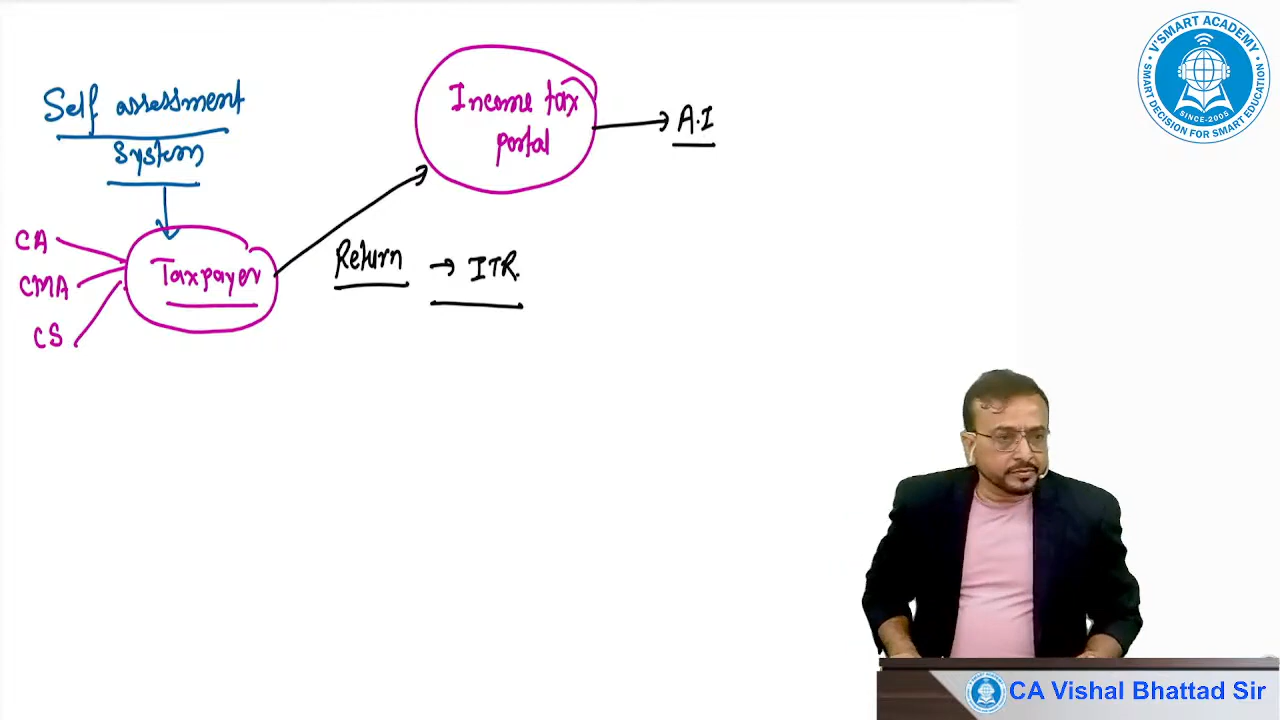 Self assessment
System
Income tax
portal
A.I
CA
CMA
CS
Taxpayer
Return → ITR.
V'SMART ACADEMY
SINCE-2005
SMART DECISION FOR SMART EDUCATION
CA Vishal Bhattad Sir